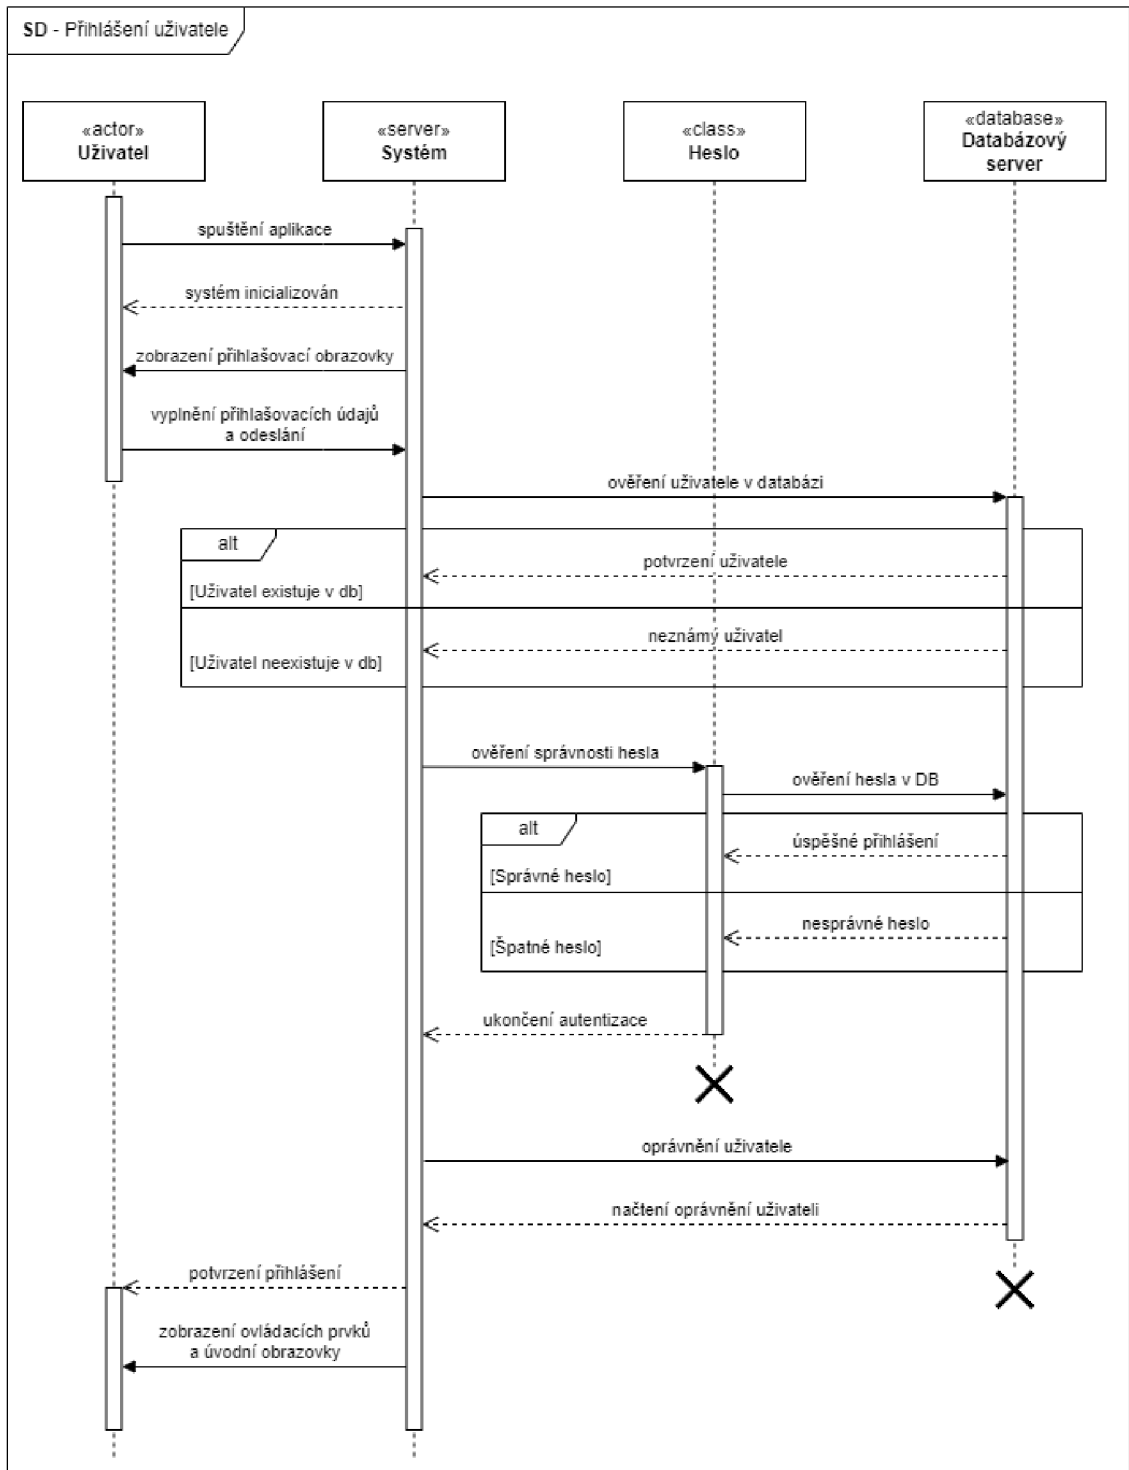 SD - Přihlášení uživatele
«actor»
Uživatel
«server»
Systém
«class»
Heslo
«database»
Databázový
server
spuštění aplikace
systém inicializován
zobrazení přihlašovací obrazovky
vyplnění přihlašovacích údajů
a odeslání
ověření uživatele v databázi
alt
potvrzení uživatele
[Uživatel existuje v db]
neznámý uživatel
[Uživatel neexistuje v db]
ověření správnosti hesla
ověření hesla v DB
alt
úspěšné přihlášení
[Správné heslo]
nesprávné heslo
[Špatné heslo]
ukončení autentizace
oprávnění uživatele
načtení oprávnění uživateli
potvrzení přihlášení
zobrazení ovládacích prvků
a úvodní obrazovky